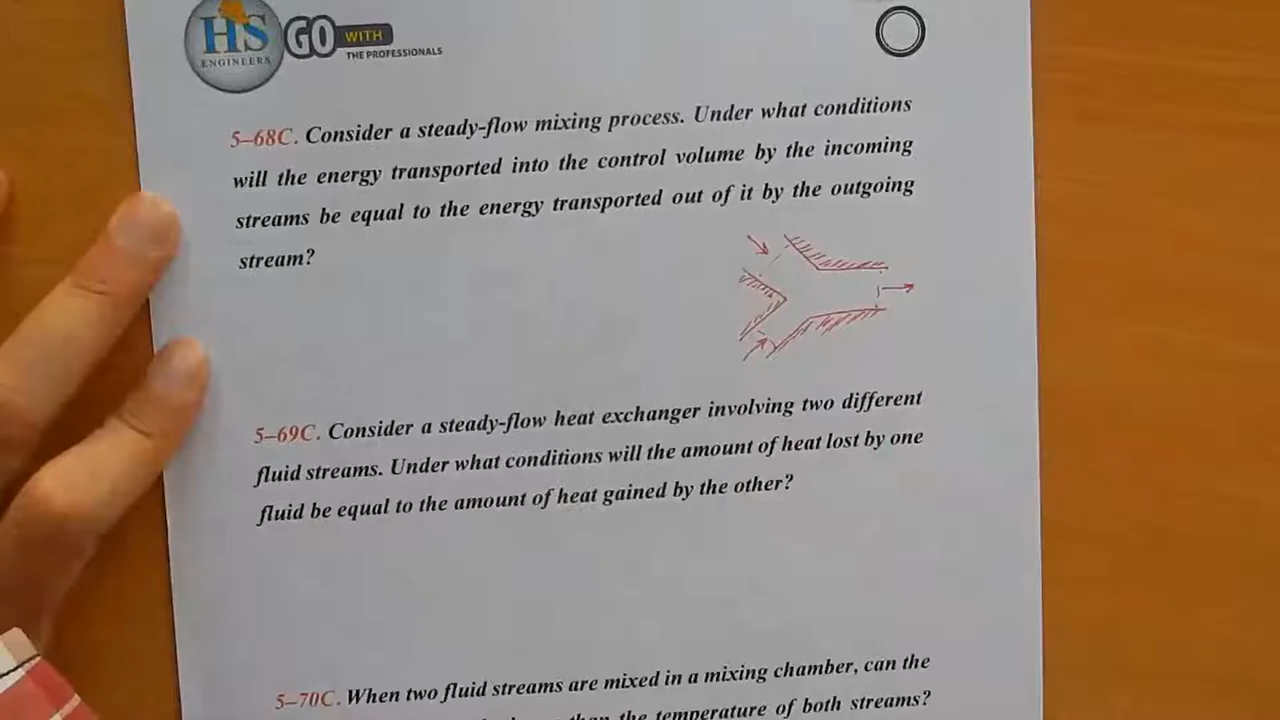 HS
ENGINEERS
GO WITH
THE PROFESSIONALS
5–68C. Consider a steady-flow mixing process. Under what conditions
will the energy transported into the control volume by the incoming
streams be equal to the energy transported out of it by the outgoing
stream?
5–69C. Consider a steady-flow heat exchanger involving two different
fluid streams. Under what conditions will the amount of heat lost by one
fluid be equal to the amount of heat gained by the other?
5–70C. When two fluid streams are mixed in a mixing chamber, can the
than the temperature of both streams?